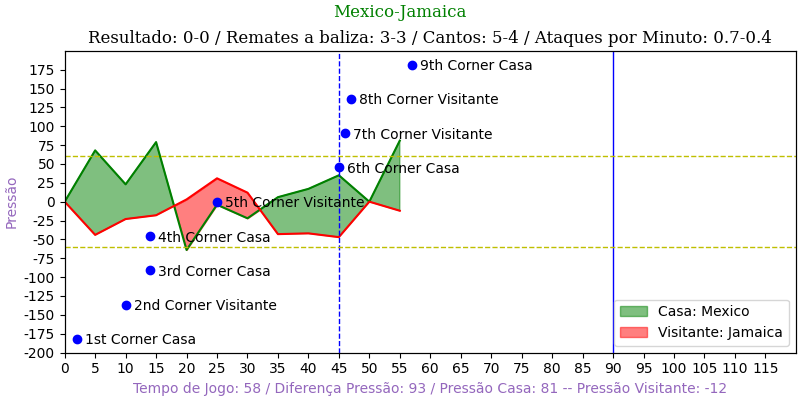 Mexico-Jamaica
Resultado: 0-0 / Remates a baliza: 3-3 / Cantos: 5-4 / Ataques por Minuto: 0.7-0.4
Pressão
175
150
125
100
75
50
25
0
-25
-50
-75
-100
-125
-150
-175
-200
9th Corner Casa
8th Corner Visitante
7th Corner Visitante
6th Corner Casa
5th Corner Visitante
4th Corner Casa
3rd Corner Casa
2nd Corner Visitante
1st Corner Casa
Casa: Mexico
Visitante: Jamaica
0 5 10 15 20 25 30 35 40 45 50 55 60 65 70 75 80 85 90 95 100 105 110 115
Tempo de Jogo: 58 / Diferença Pressão: 93 / Pressão Casa: 81 -- Pressão Visitante: -12